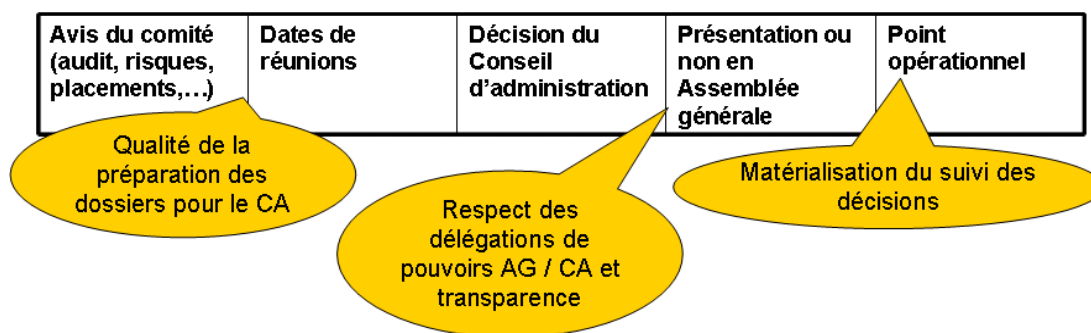 Avis du comité
(audit, risques,
placements,…)
Dates de
réunions
Décision du
Conseil
d’administration
Présentation ou
non en
Assemblée
générale
Point
opérationnel
Qualité de la
préparation des
dossiers pour le CA
Respect des
délégations de
pouvoirs AG / CA et
transparence
Matérialisation du suivi des
décisions